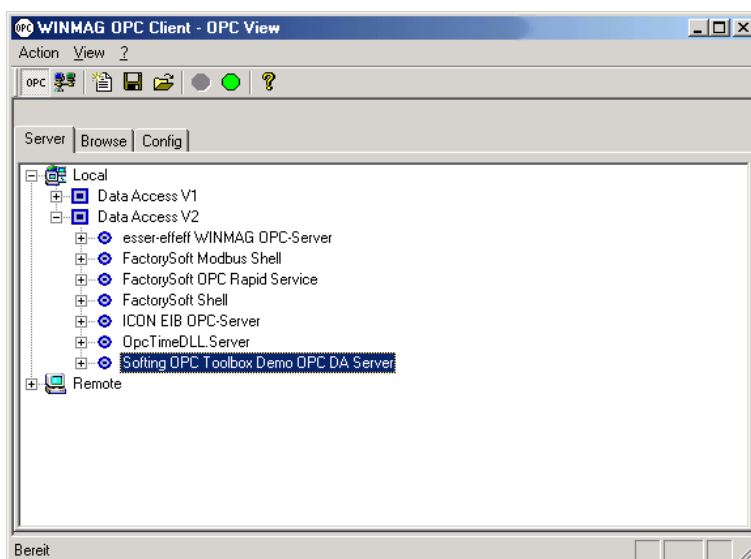 OPC WINMAG OPC Client - OPC View
Action View ?
OPC ?
Server Browse Config
Local
Data Access V1
Data Access V2
esser-effeff WINMAG OPC-Server
FactorySoft Modbus Shell
FactorySoft OPC Rapid Service
FactorySoft Shell
ICON EIB OPC-Server
OpcTimeDLL.Server
Softing OPC Toolbox Demo OPC DA Server
Remote
Bereit